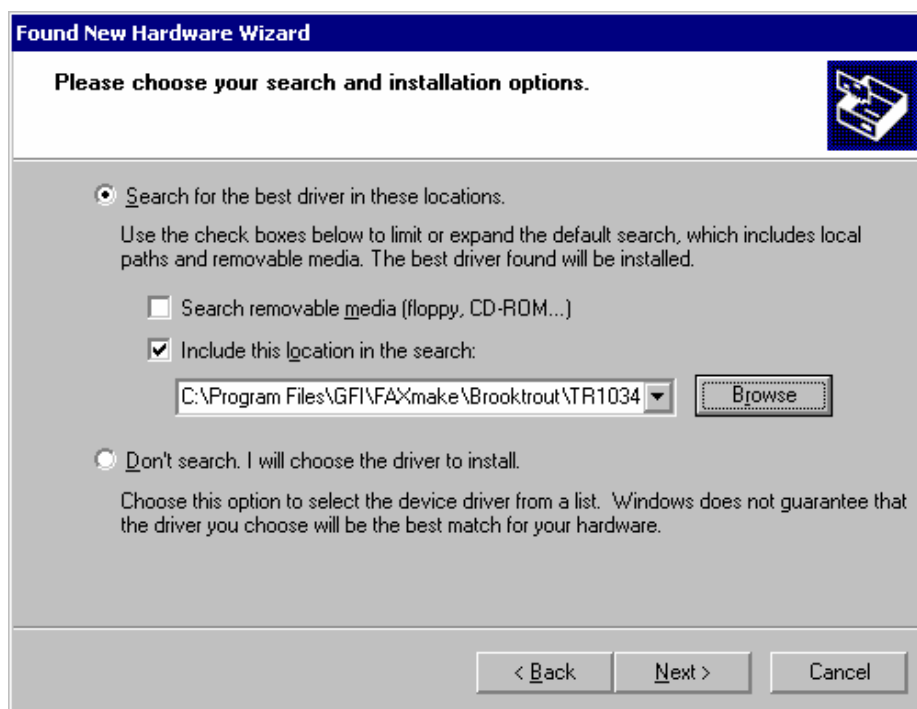 Found New Hardware Wizard
Please choose your search and installation options.
Search for the best driver in these locations.
Use the check boxes below to limit or expand the default search, which includes local
paths and removable media. The best driver found will be installed.
Search removable media (floppy, CD-ROM...)
Include this location in the search:
C:\Program Files\GFI\FAXmake\Brooktrout\TR1034
Browse
Don't search. I will choose the driver to install.
Choose this option to select the device driver from a list. Windows does not guarantee that
the driver you choose will be the best match for your hardware.
< Back
Next >
Cancel